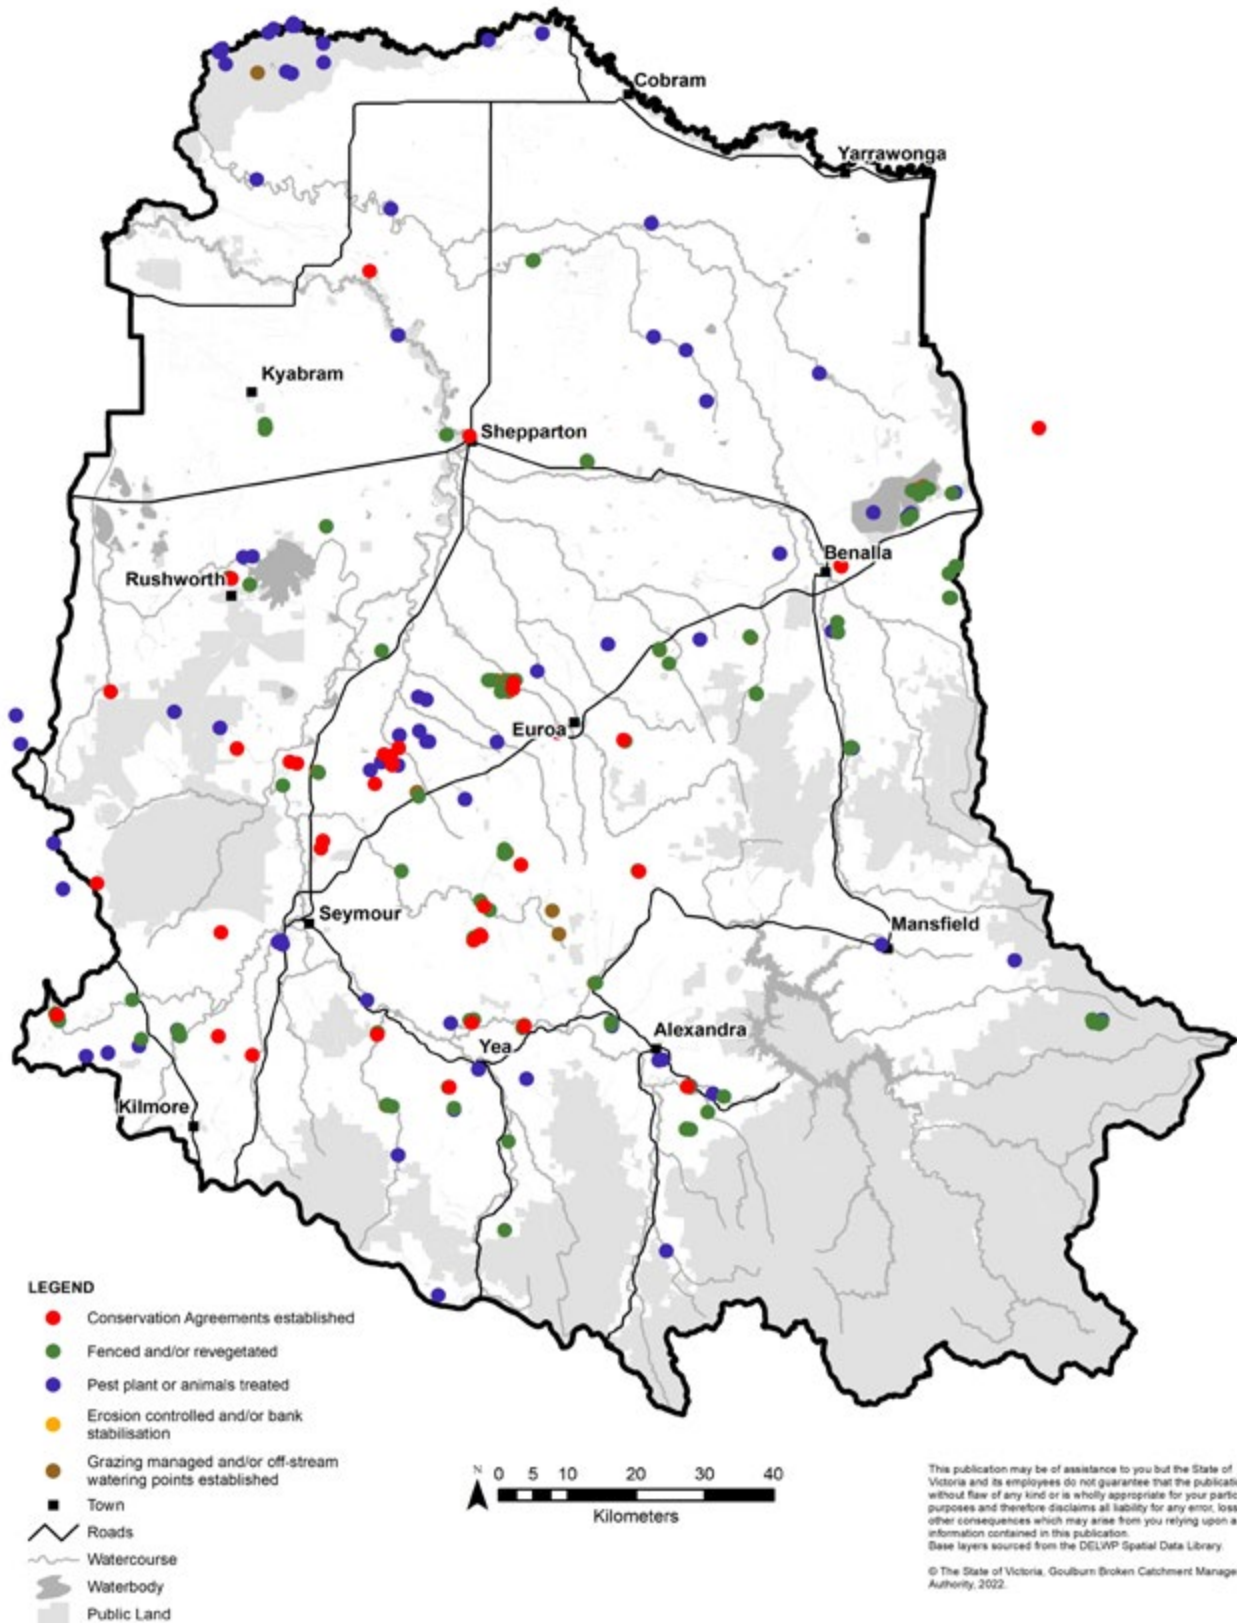 Cobram
Yarrawonga
Kyabram
Shepparton
Benalla
Rushworth
Euroa
Seymour
Mansfield
Alexandra
Yea
Kilmore
LEGEND
Conservation Agreements established
Fenced and/or revegetated
Pest plant or animals treated
Erosion controlled and/or bank
stabilisation
Grazing managed and/or off-stream
watering points established
Town
Roads
Watercourse
Waterbody
Public Land
N
0 5 10 20 30 40
Kilometers
This publication may be of assistance to you but the State of
Victoria and its employees do not guarantee that the publicati
without flaw of any kind or is wholly appropriate for your partic
purposes and therefore disclaims all liability for any error, loss
other consequences which may arise from you relying upon a
information contained in this publication.
Base layers sourced from the DELWP Spatial Data Library.
© The State of Victoria, Goulburn Broken Catchment Manage
Authority, 2022.